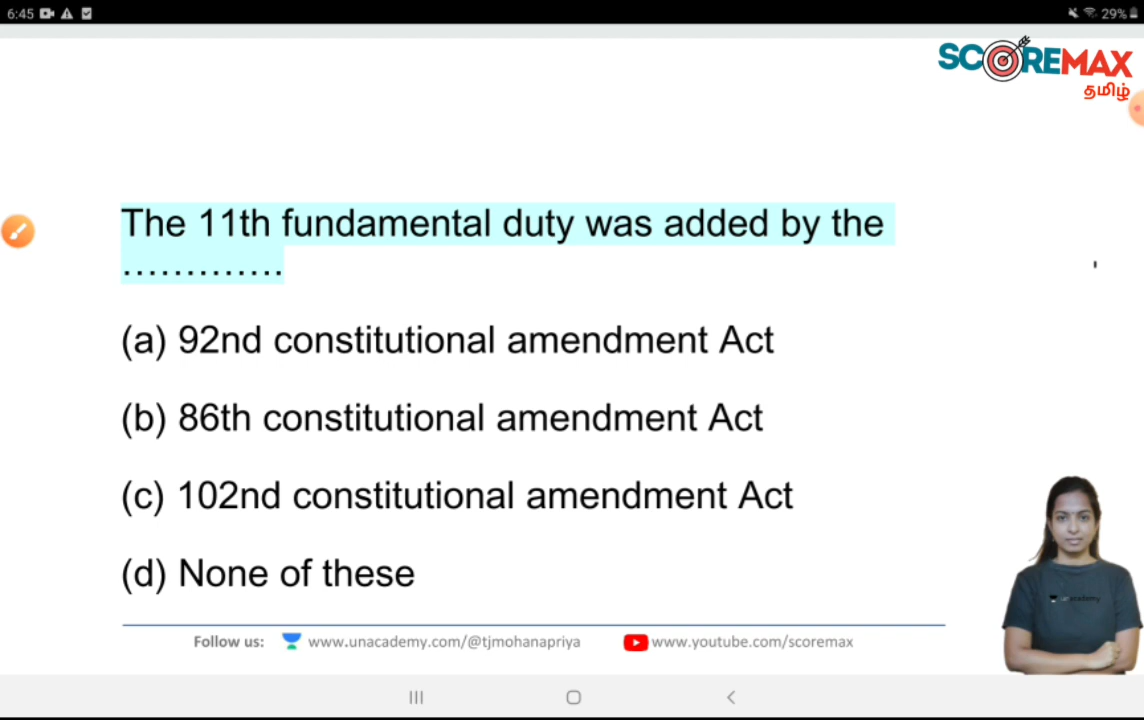 6:45
29%
SCOREMAX
தமிழ்
The 11th fundamental duty was added by the
.............
(a) 92nd constitutional amendment Act
(b) 86th constitutional amendment Act
(c) 102nd constitutional amendment Act
(d) None of these
unacademy
Follow us: www.unacademy.com/@tjmohanapriya www.youtube.com/scoremax